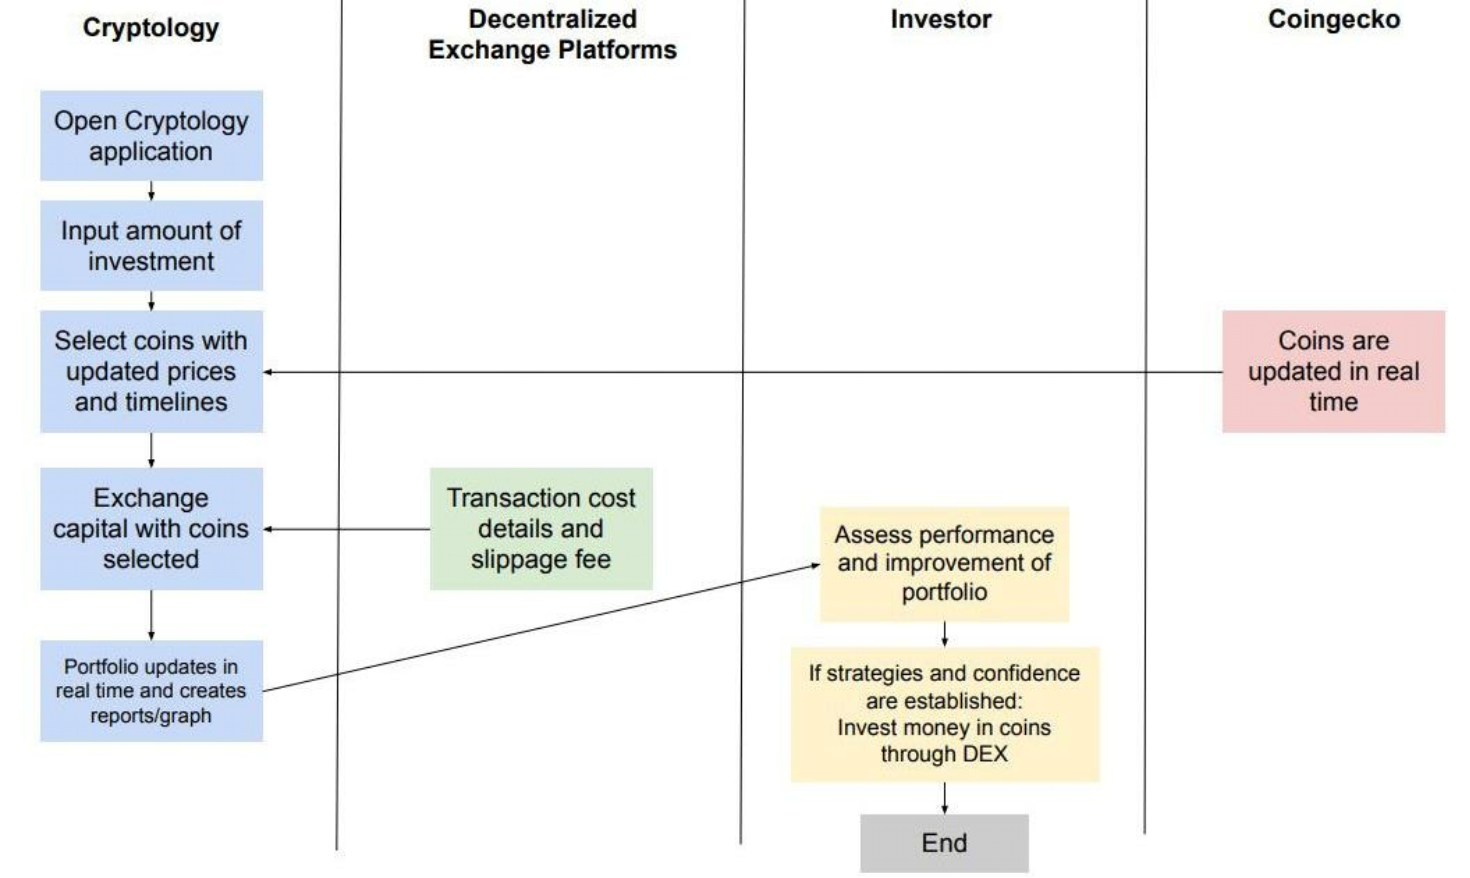 Cryptology
Decentralized
Exchange Platforms
Investor
Coingecko
Open Cryptology
application
Input amount of
investment
Select coins with
updated prices
and timelines
Coins are
updated in real
time
Exchange
capital with coins
selected
Transaction cost
details and
slippage fee
Assess performance
and improvement of
portfolio
Portfolio updates in
real time and creates
reports/graph
If strategies and confidence
are established:
Invest money in coins
through DEX
End